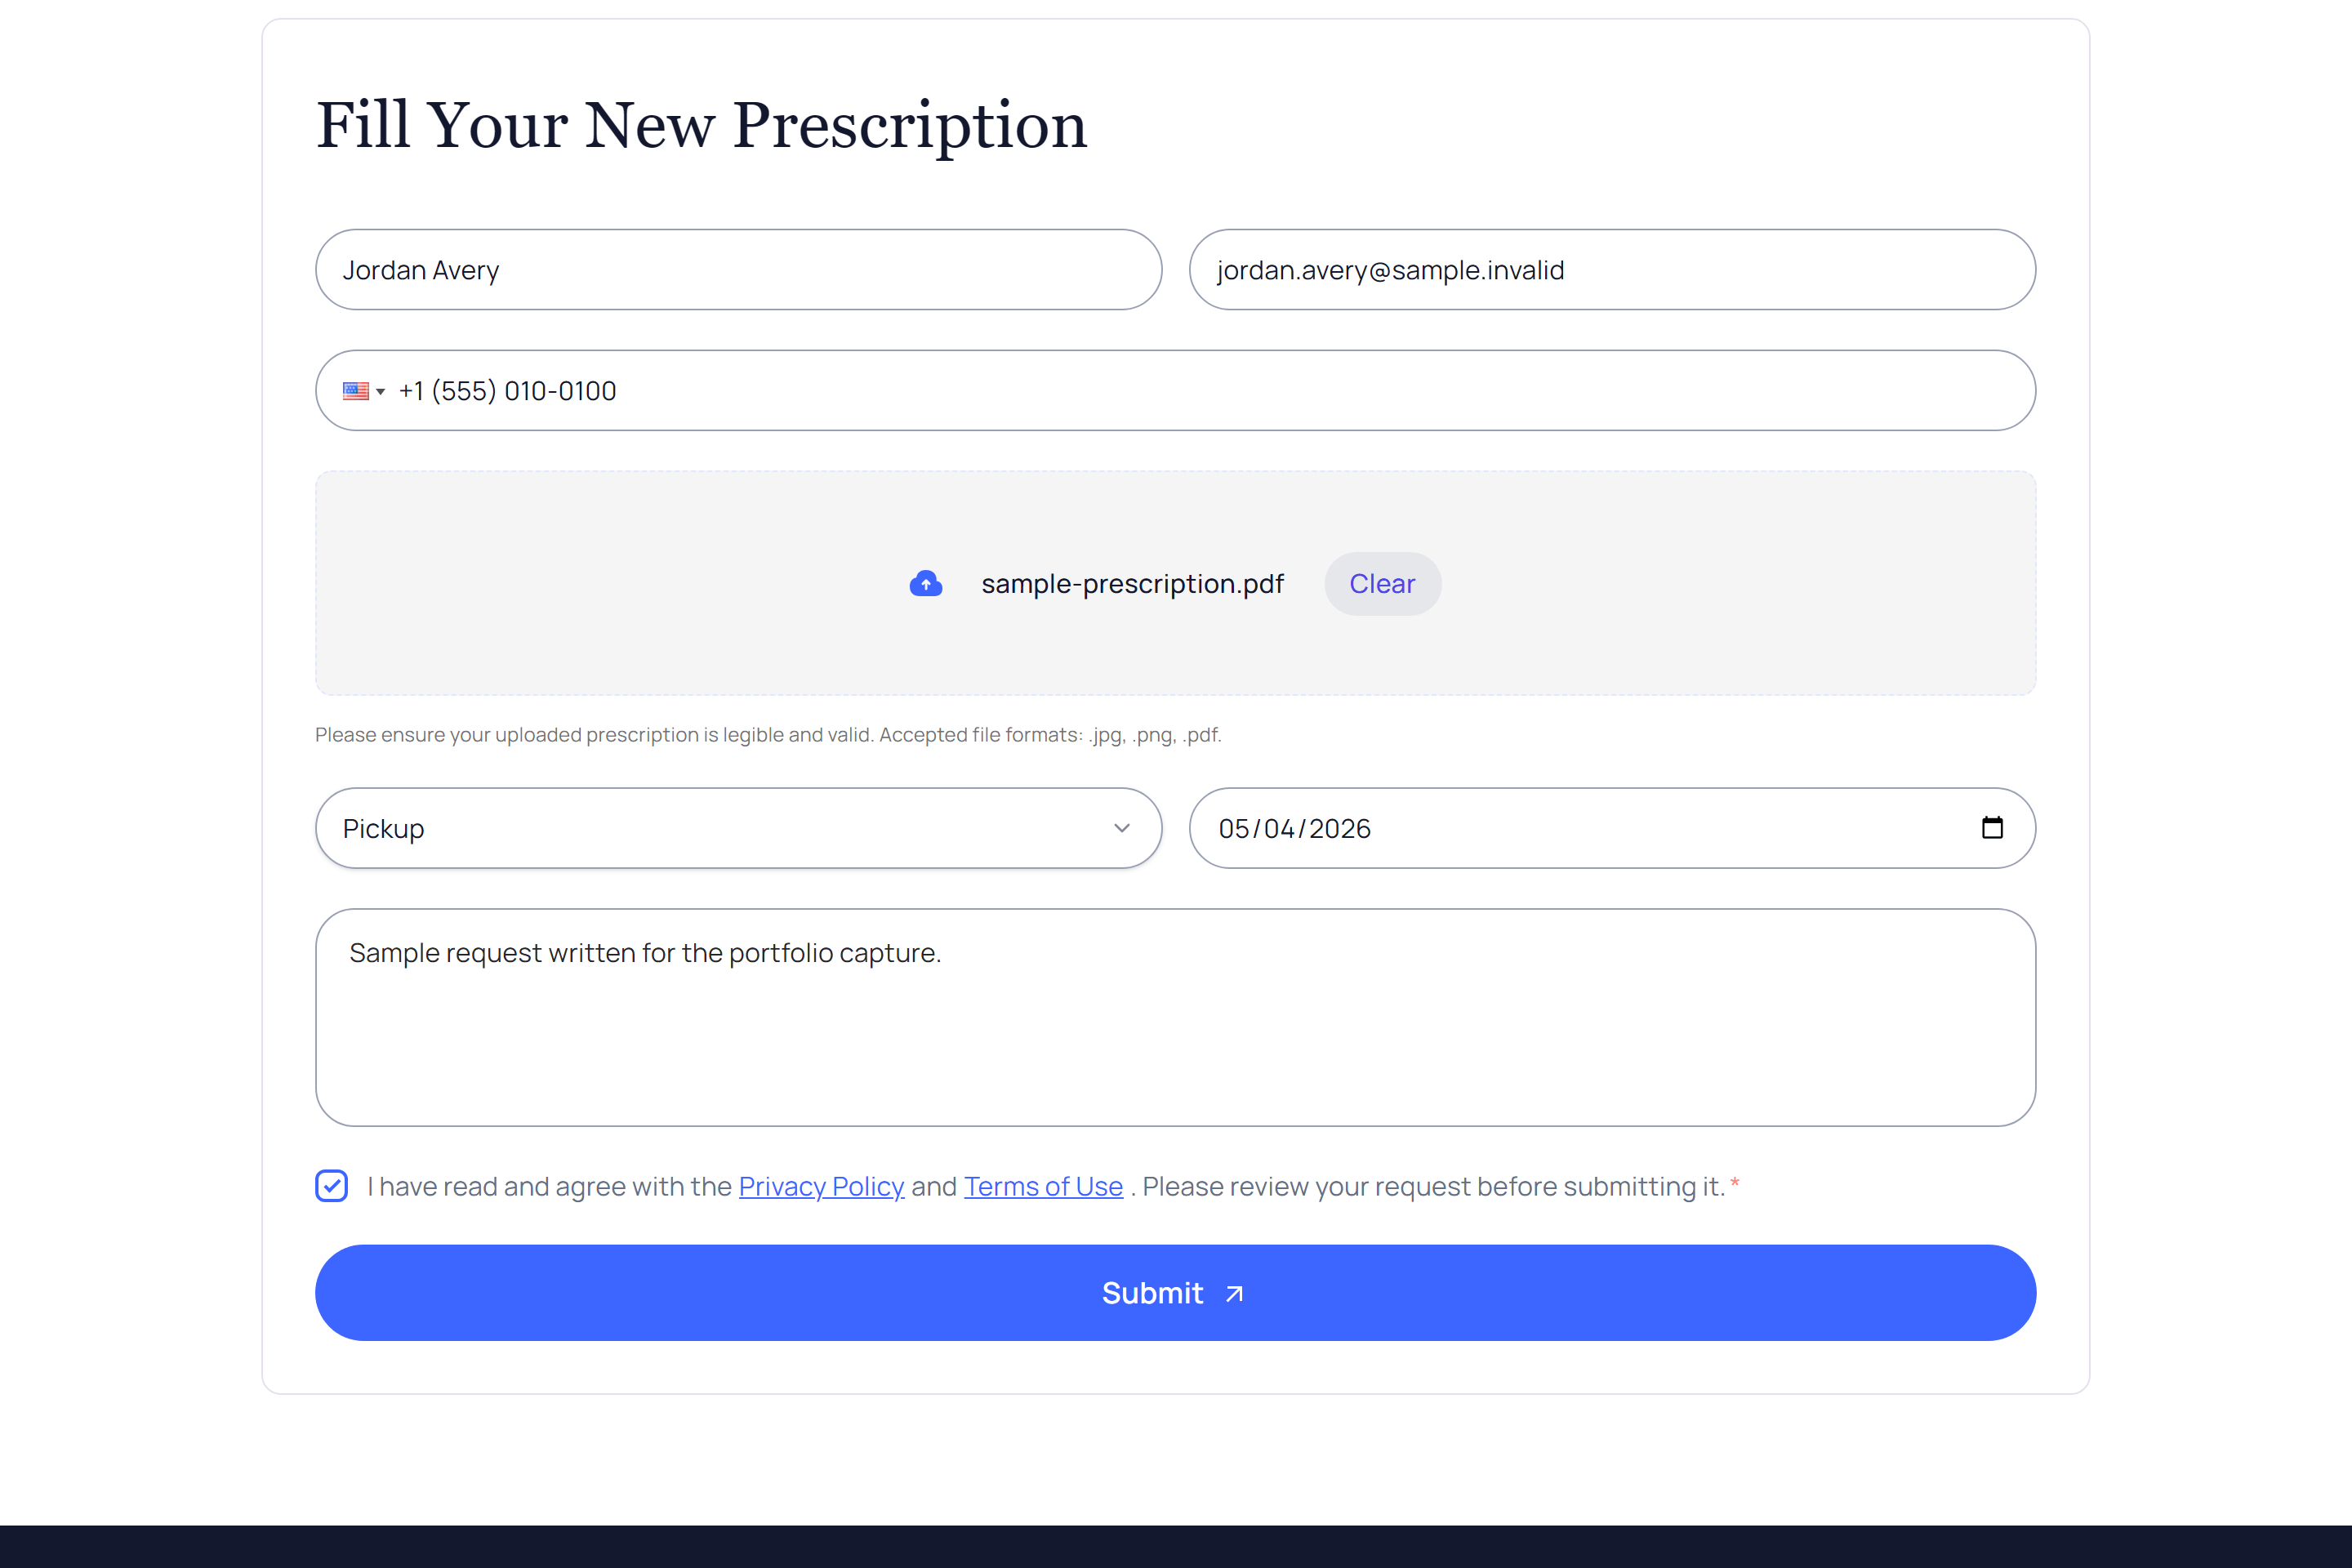 Fill Your New Prescription
Jordan Avery
jordan.avery@sample.invalid
+1 (555) 010-0100
sample-prescription.pdf
Clear
Please ensure your uploaded prescription is legible and valid. Accepted file formats: .jpg, .png, .pdf.
Pickup
05/04/2026
Sample request written for the portfolio capture.
I have read and agree with the Privacy Policy and Terms of Use . Please review your request before submitting it. *
Submit